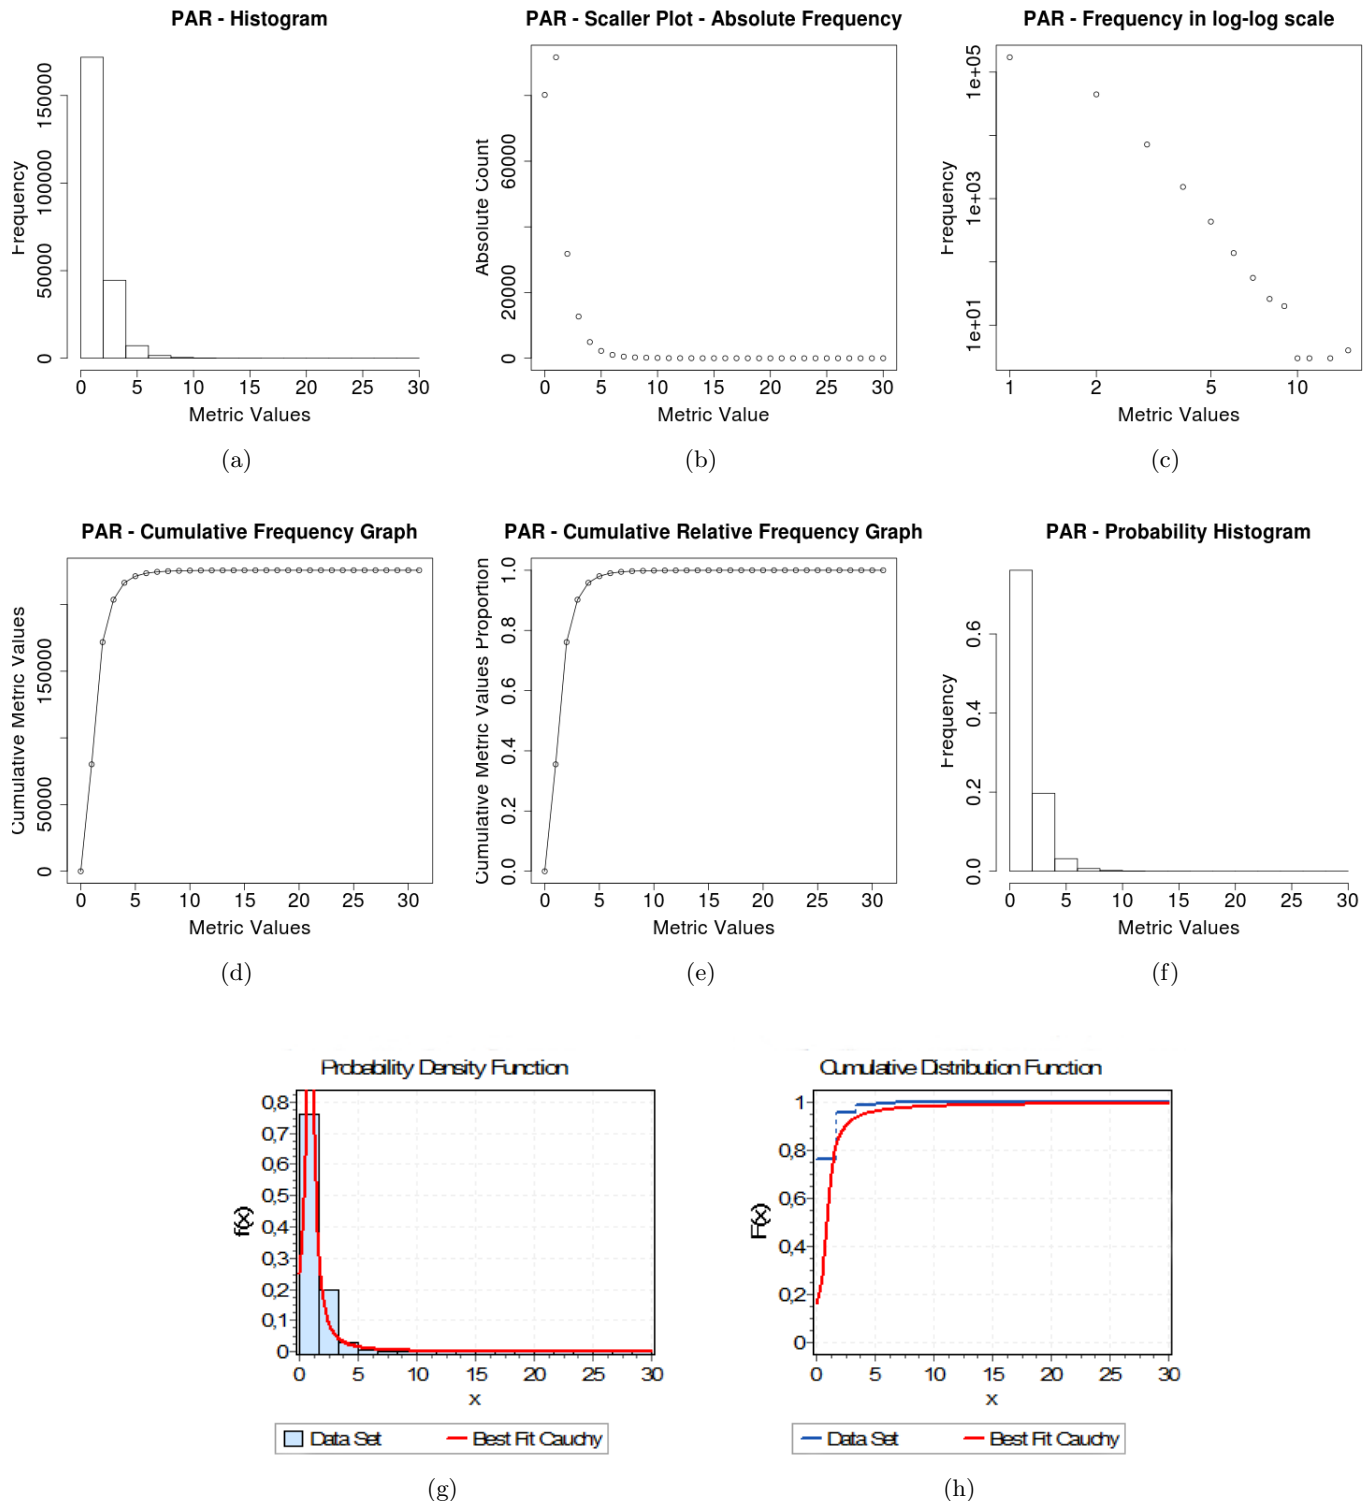 PAR - Histogram
Frequency
0 50000 100000 150000
0 5 10 15 20 25 30
Metric Values
(a)
PAR - Scaller Plot - Absolute Frequency
Absolute Count
0 20000 60000
0 5 10 15 20 25 30
Metric Value
(b)
PAR - Frequency in log-log scale
Frequency
1e+01 1e+03 1e+05
1 2 5 10
Metric Values
(c)
PAR - Cumulative Frequency Graph
Cumulative Metric Values
0 50000 150000
0 5 10 15 20 25 30
Metric Values
(d)
PAR - Cumulative Relative Frequency Graph
Cumulative Metric Values Proportion
0.0 0.2 0.4 0.6 0.8 1.0
0 5 10 15 20 25 30
Metric Values
(e)
PAR - Probability Histogram
Frequency
0.0 0.2 0.4 0.6
0 5 10 15 20 25 30
Metric Values
(f)
Probability Density Function
f(x)
0,8
0,7
0,6
0,5
0,4
0,3
0,2
0,1
0
0 5 10 15 20 25 30
x
Data Set Best Fit Cauchy
(g)
Cumulative Distribution Function
F(x)
1
0,8
0,6
0,4
0,2
0
0 5 10 15 20 25 30
x
Data Set Best Fit Cauchy
(h)